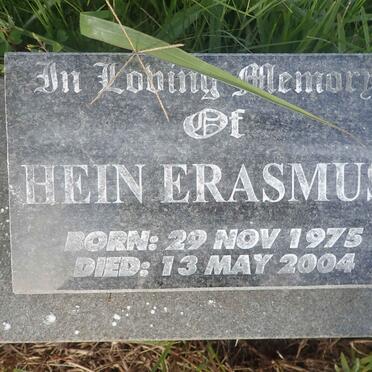 In Loving Memory
Of
HEIN ERASMUS
BORN: 29 NOV 1975
DIED: 13 MAY 2004